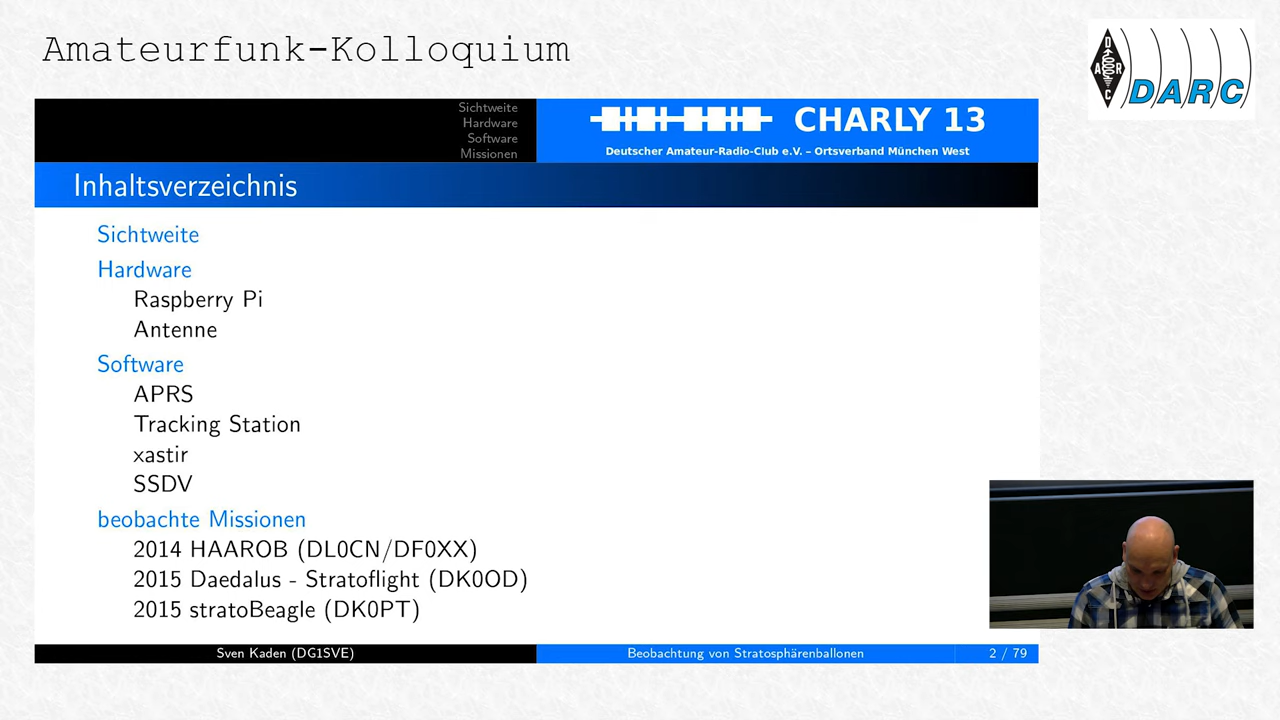 Amateurfunk-Kolloquium
DARC
DARC
Sichtweite
Hardware
Software
Missionen
CHARLY 13
Deutscher Amateur-Radio-Club e.V. – Ortsverband München West
Inhaltsverzeichnis
Sichtweite
Hardware
Raspberry Pi
Antenne
Software
APRS
Tracking Station
xastir
SSDV
beobachte Missionen
2014 HAAROB (DL0CN/DF0XX)
2015 Daedalus - Stratoflight (DK0OD)
2015 stratoBeagle (DK0PT)
Sven Kaden (DG1SVE)
Beobachtung von Stratosphärenballonen
2 / 79